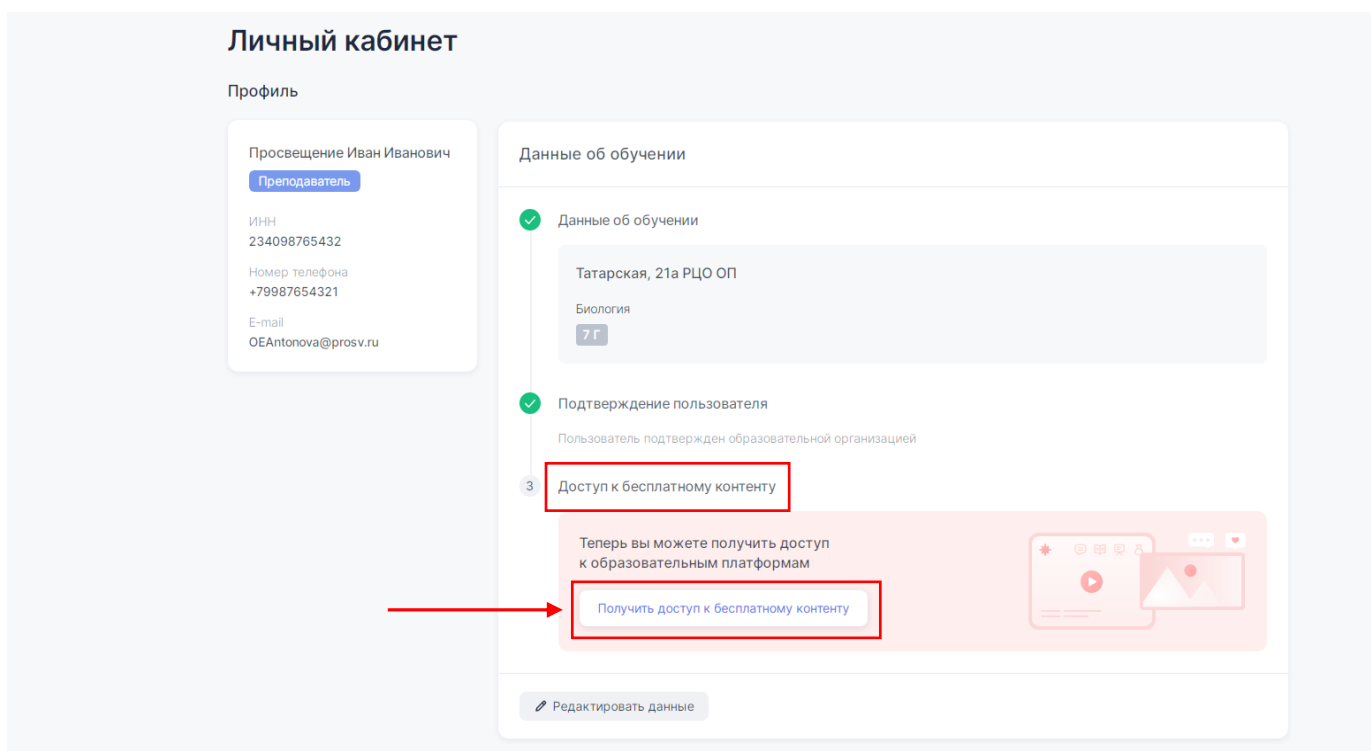 Личный кабинет
Профиль
Просвещение Иван Иванович
Преподаватель
ИНН
234098765432
Номер телефона
+79987654321
E-mail
OEAntonova@prosv.ru
Данные об обучении
Данные об обучении
Татарская, 21а РЦО ОП
Биология
7 Г
Подтверждение пользователя
Пользователь подтвержден образовательной организацией
3
Доступ к бесплатному контенту
Теперь вы можете получить доступ
к образовательным платформам
Получить доступ к бесплатному контенту
Редактировать данные